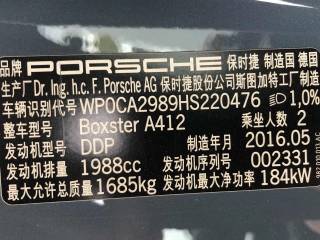 品牌 PORSCHE 保时捷 制造国 德国
生产厂Dr. Ing. h.c. F. Porsche AG 保时捷股份公司斯图加特工厂制造
车辆识别代号 WP0CA2989HS220476 1,0%
整车型号 Boxster A412 乘坐人数 2
发动机型号 DDP 制造年月 2016.05
发动机排量 1988cc 发动机序列号 002331
最大允许总质量 1685kg 发动机最大净功率 184kW